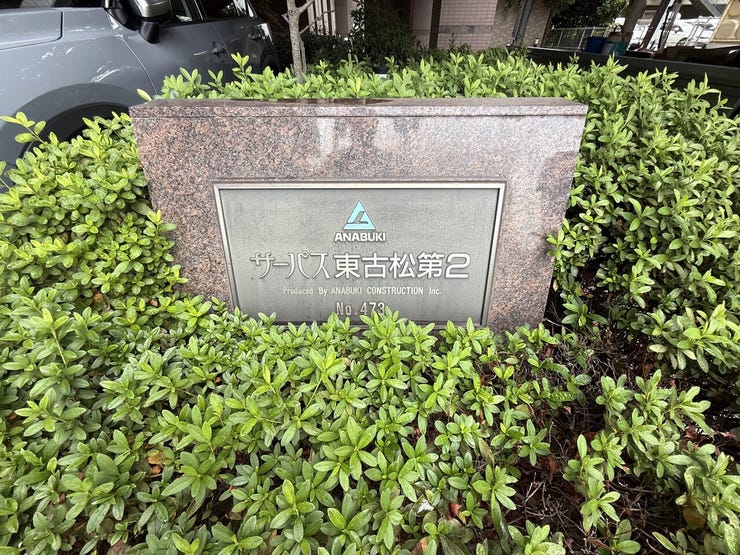 ANABUKI
サーパス東古松第2
Produced By ANABUKI CONSTRUCTION Inc.
No.473